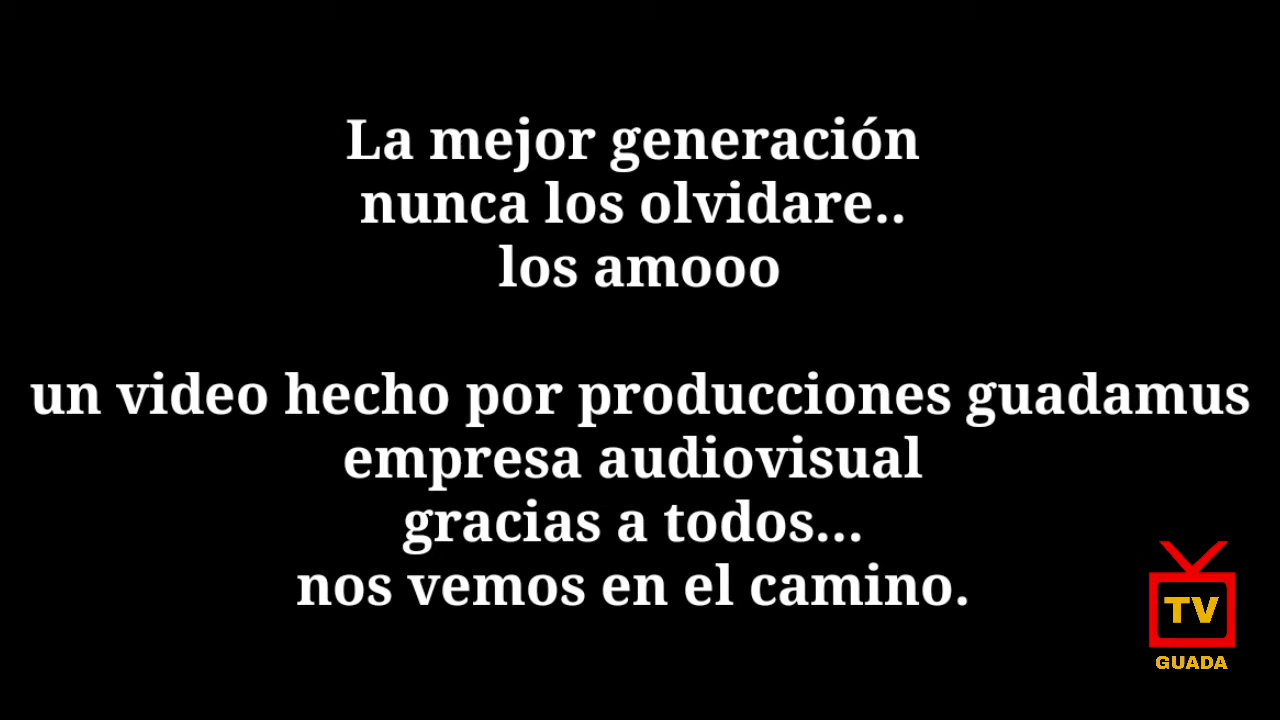 La mejor generación
nunca los olvidare..
los amooo
un video hecho por producciones guadamus
empresa audiovisual
gracias a todos...
nos vemos en el camino.
TV
GUADA